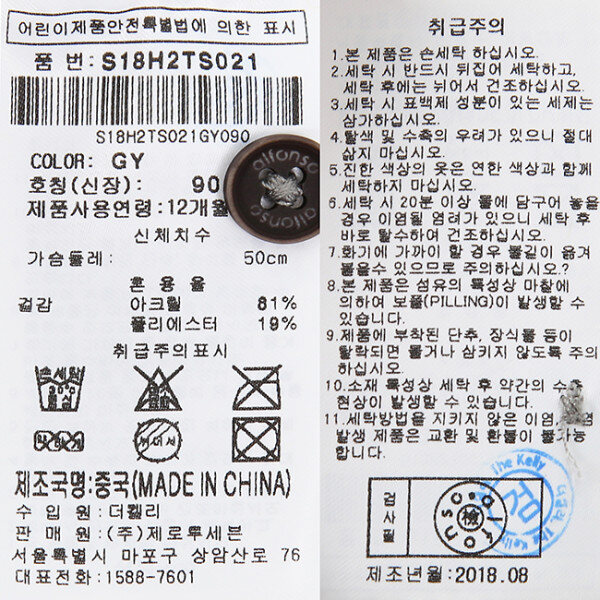 어린이제품안전특별법에 의한 표시
품 번: S18H2TS021
S18H2TS021GY090
COLOR: GY
호칭(신장): 90
제품사용연령:12개월
신체치수
가슴둘레: 50cm
혼 용 율
겉감 아크릴 81%
폴리에스터 19%
취급주의표시
손세탁
약하게
뉘어서
제조국명:중국(MADE IN CHINA)
수 입 원: 더켈리
판 매 원: (주)제로투세븐
서울특별시 마포구 상암산로 76
대표전화: 1588-7601
alfonso
alfonso
취급주의
1.본 제품은 손세탁 하십시오.
2.세탁 시 반드시 뒤집어 세탁하고,
세탁 후에는 뉘어서 건조하십시오.
3.세탁 시 표백제 성분이 있는 세제는
삼가하십시오.
4.탈색 및 수축의 우려가 있으니 절대
삶지 마십시오.
5.진한 색상의 옷은 연한 색상과 함께
세탁하지 마십시오.
6.세탁 시 20분 이상 물에 담구어 놓을
경우 이염될 염려가 있으니 세탁 후
바로 탈수하여 건조하십시오.
7.화기에 가까이 할 경우 불길이 옮겨
붙을수 있으므로 주의하십시오.?
8.본 제품은 섬유의 특성상 마찰에
의하여 보풀(PILLING)이 발생할 수
있습니다.
9.제품에 부착된 단추, 장식물 등이
탈락되면 물거나 삼키지 않도록 주의
하십시오.
10.소재 특성상 세탁 후 약간의 수축
현상이 발생할 수 있습니다.
11.세탁방법을 지키지 않은 이염,
발생 제품은 교환 및 환불이 불가능
합니다.
검사필
alfonso
檢
The Kelly
검
The Kelly
제조년월:2018.08